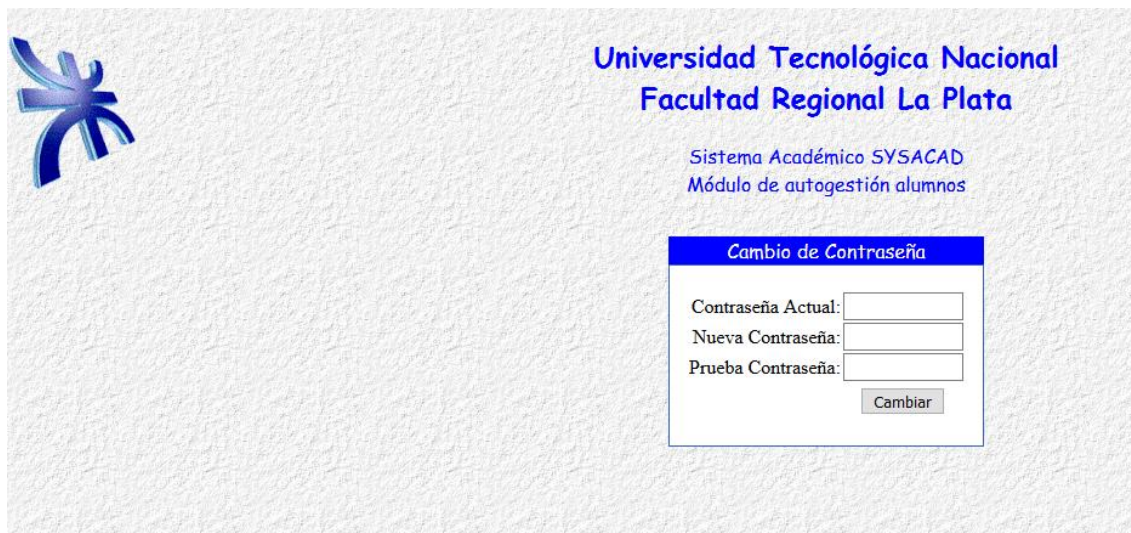 Universidad Tecnológica Nacional
Facultad Regional La Plata
Sistema Académico SYSACAD
Módulo de autogestión alumnos
Cambio de Contraseña
Contraseña Actual:
Nueva Contraseña:
Prueba Contraseña:
Cambiar